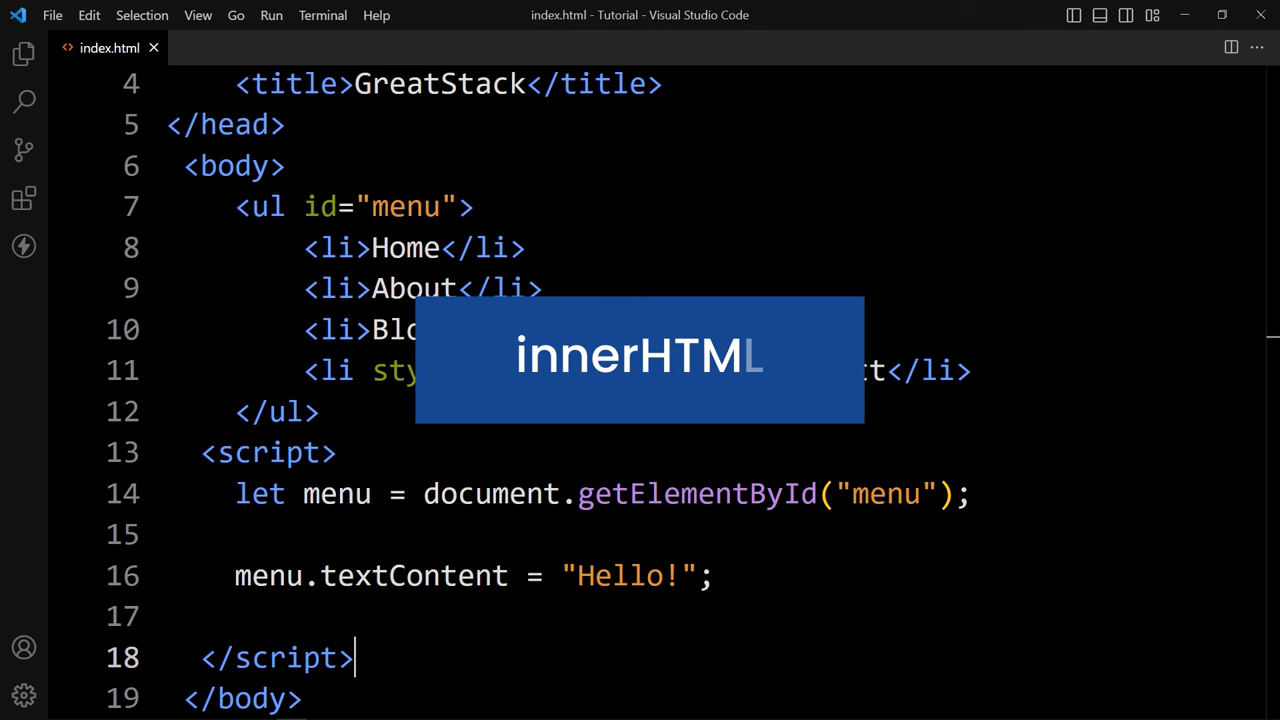 File Edit Selection View Go Run Terminal Help index.html - Tutorial - Visual Studio Code
<> index.html ×
4 <title>GreatStack</title>
5 </head>
6 <body>
7 <ul id="menu">
8 <li>Home</li>
9 <li>About</li>
10 <li>
11 <li </li>
innerHTML
12 </ul>
13 <script>
14 let menu = document.getElementById("menu");
15
16 menu.textContent = "Hello!";
17
18 </script>
19 </body>